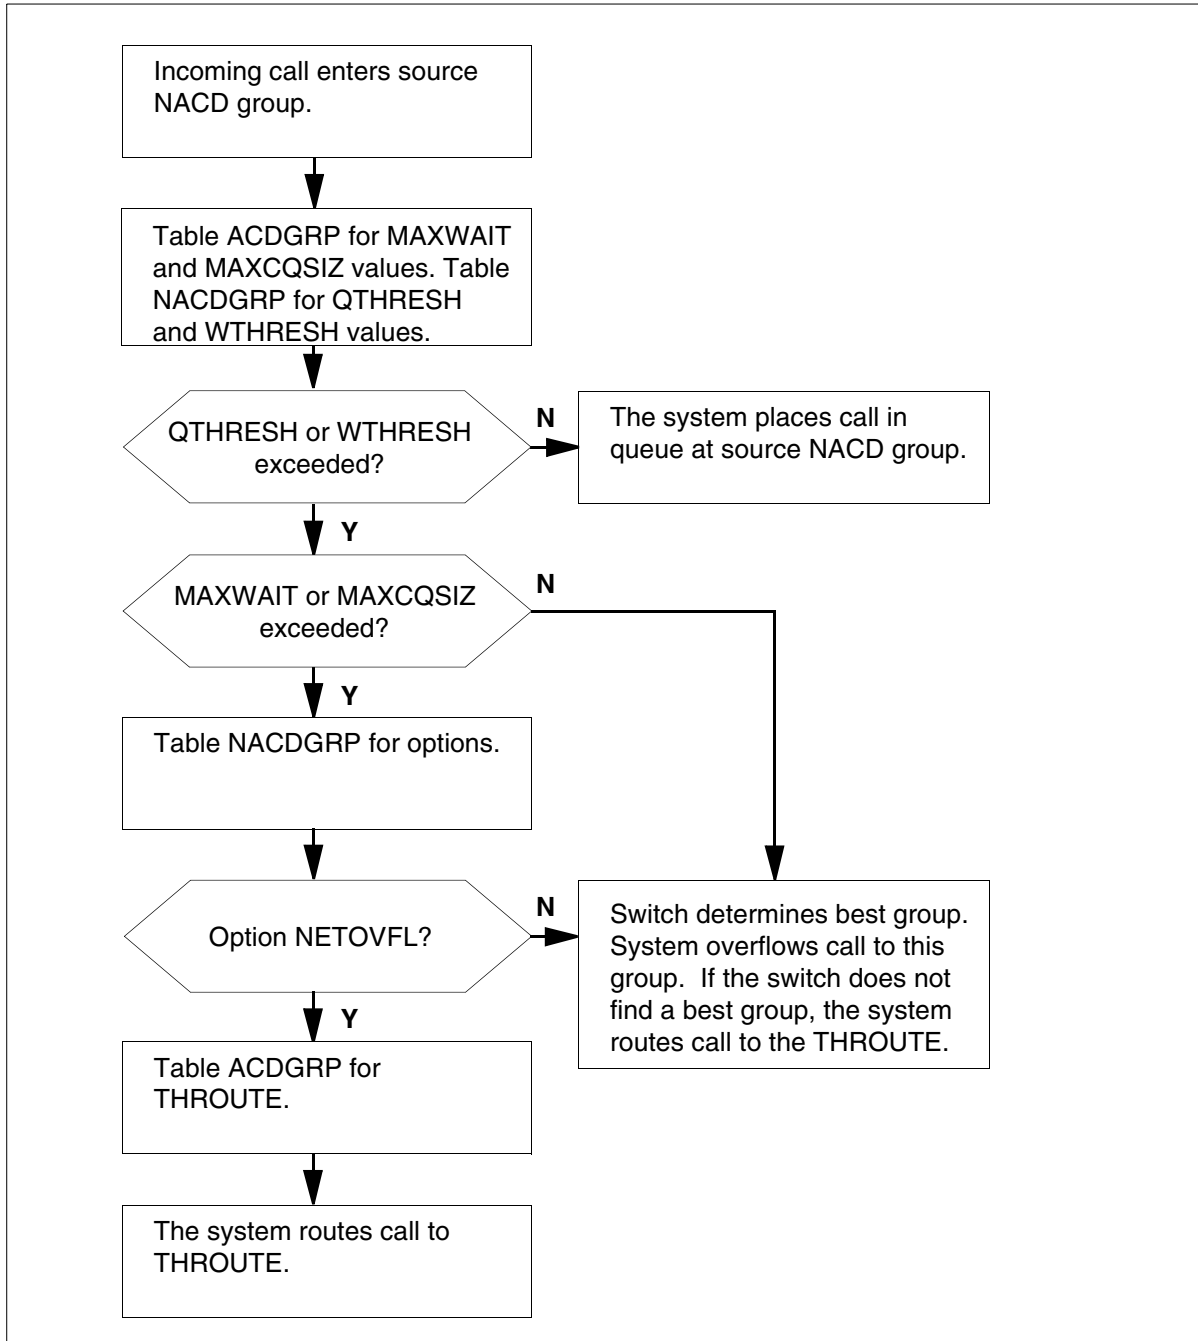 Incoming call enters source
NACD group.
Table ACDGRP for MAXWAIT
and MAXCQSIZ values. Table
NACDGRP for QTHRESH
and WTHRESH values.
QTHRESH or WTHRESH
exceeded?
N
The system places call in
queue at source NACD group.
Y
MAXWAIT or MAXCQSIZ
exceeded?
N
Y
Table NACDGRP for options.
Option NETOVFL?
N
Switch determines best group.
System overflows call to this
group.  If the switch does not
find a best group, the system
routes call to the THROUTE.
Y
Table ACDGRP for
THROUTE.
The system routes call to
THROUTE.